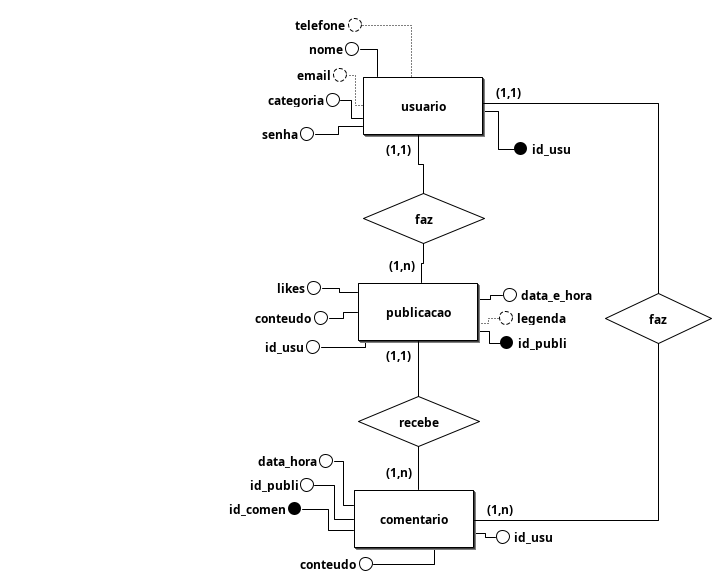 telefone
nome
email
categoria
senha
usuario
(1,1)
id_usu
(1,1)
faz
(1,n)
likes
conteudo
id_usu
publicacao
data_e_hora
legenda
id_publi
faz
(1,1)
recebe
(1,n)
data_hora
id_publi
id_comen
comentario
(1,n)
id_usu
conteudo